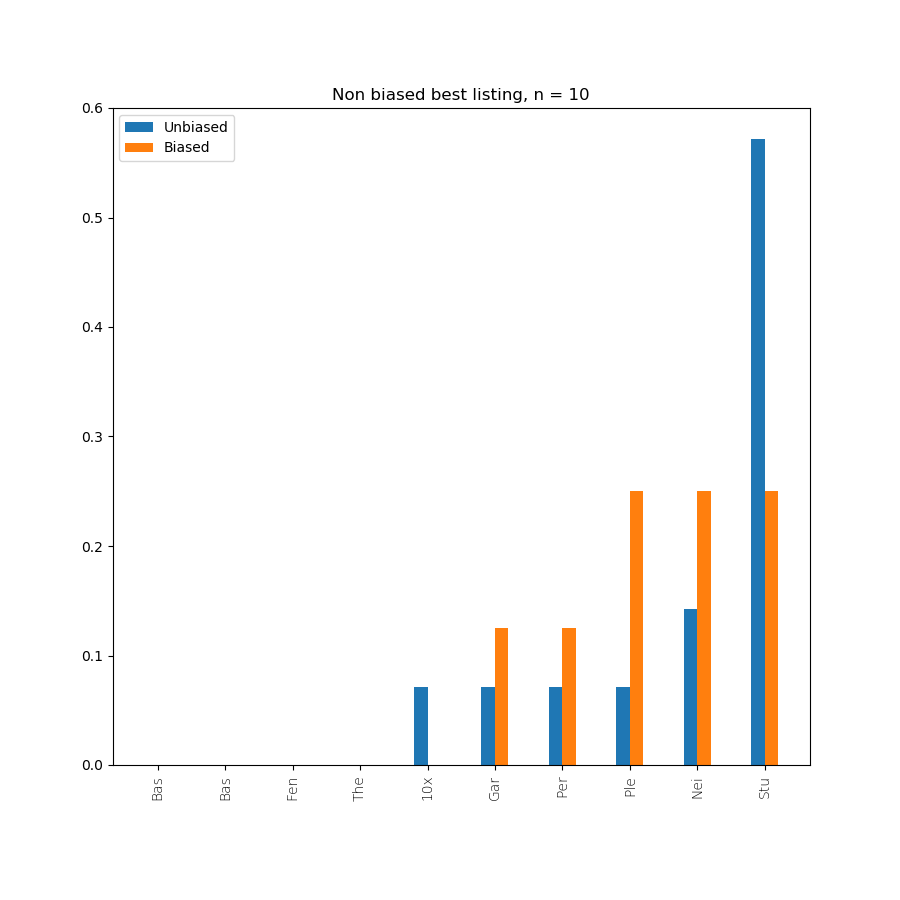 Non biased best listing, n = 10
Unbiased
Biased
0.6
0.5
0.4
0.3
0.2
0.1
0.0
Bas
Bas
Fen
The
10x
Gar
Per
Ple
Nei
Stu